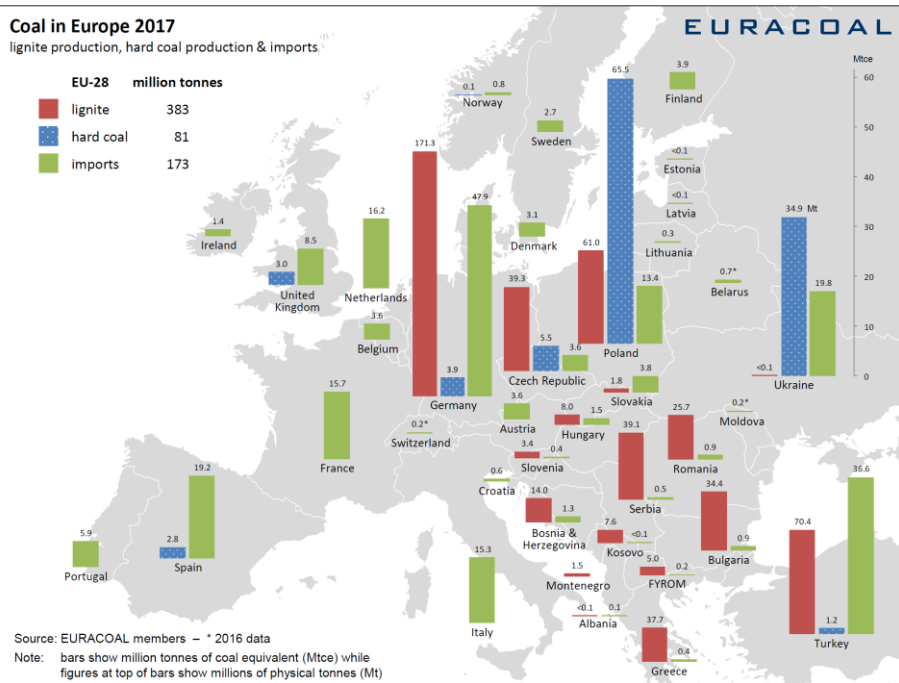 Coal in Europe 2017
lignite production, hard coal production & imports
EURACOAL
EU-28 million tonnes
lignite 383
hard coal 81
imports 173
Mtce
60
50
40
30
20
10
0
0.1 0.8
Norway
2.7
Sweden
3.9
Finland
<0.1
Estonia
<0.1
Latvia
0.3
Lithuania
0.7*
Belarus
1.4
Ireland
3.0 8.5
United
Kingdom
16.2
Netherlands
3.6
Belgium
171.3 3.9 47.9
Germany
3.1
Denmark
39.3 5.5 3.6
Czech Republic
61.0 65.5 13.4
Poland
<0.1 34.9 Mt 19.8
Ukraine
1.8 3.8
Slovakia
3.6
Austria
0.2*
Switzerland
15.7
France
8.0 1.5
Hungary
0.2*
Moldova
3.4 0.4
Slovenia
0.6
Croatia
39.1 0.5
Serbia
25.7 0.9
Romania
14.0 1.3
Bosnia &
Herzegovina
7.6 <0.1
Kosovo
34.4 0.9
Bulgaria
5.9
Portugal
2.8 19.2
Spain
15.3
Italy
1.5
Montenegro
5.0 0.2
FYROM
<0.1 0.1
Albania
37.7 0.4
Greece
70.4 1.2 36.6
Turkey
Source: EURACOAL members – * 2016 data
Note: bars show million tonnes of coal equivalent (Mtce) while
figures at top of bars show millions of physical tonnes (Mt)